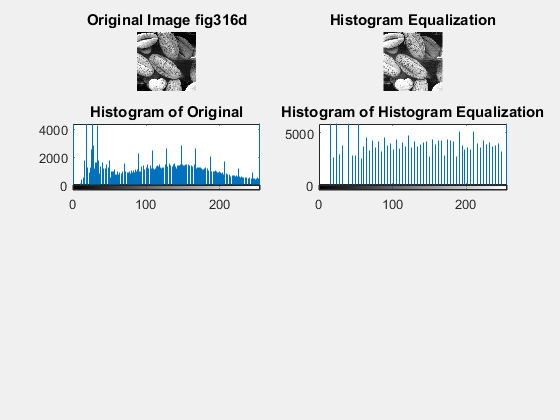 Original Image fig316d
Histogram Equalization
Histogram of Original
Histogram of Histogram Equalization
4000
2000
0
0 100 200
5000
0
0 100 200